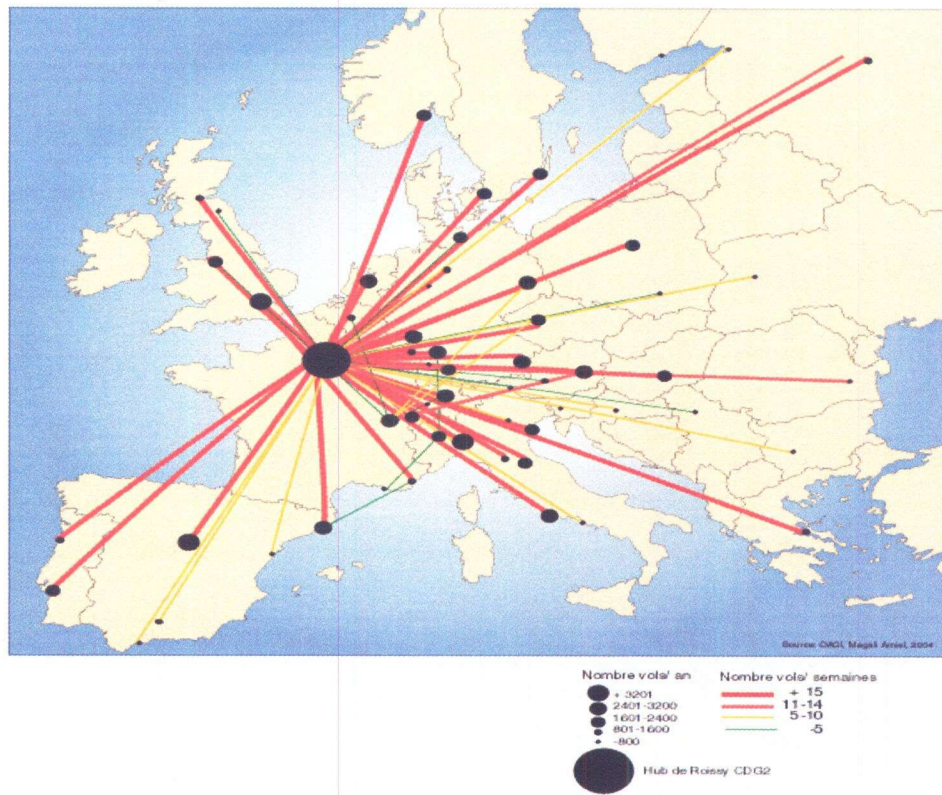 Source: OAGI, Magali Amiel, 2004
Nombre vols/ an
+ 3201
2401-3200
1601-2400
801-1600
-800
Hub de Roissy CDG2
Nombre vols/ semaines
+ 15
11-14
5-10
-5